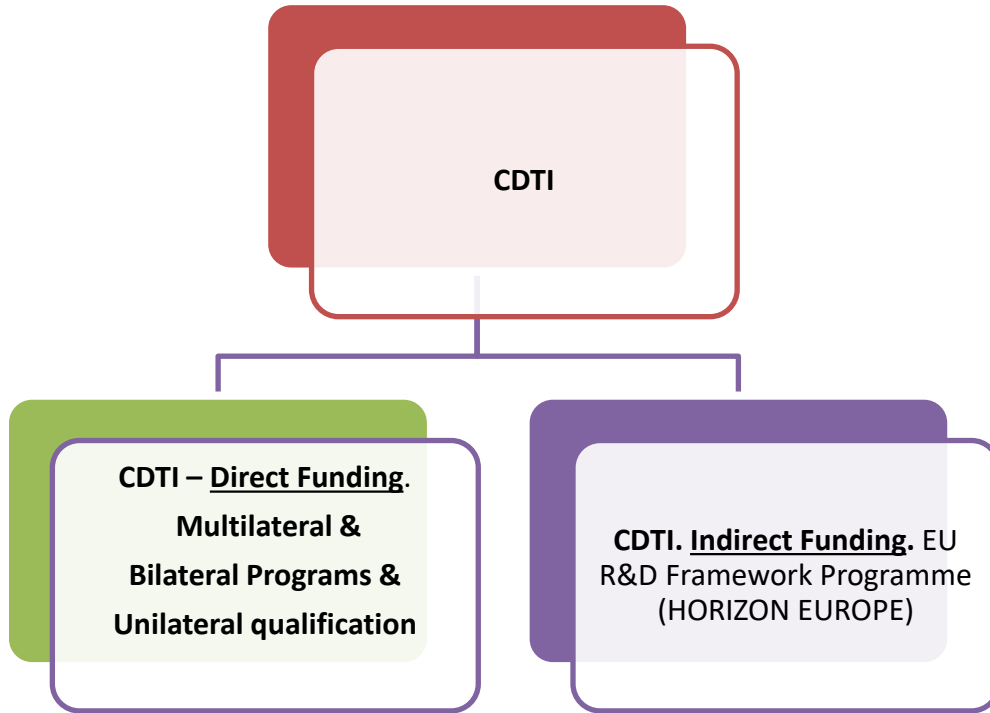 CDTI
CDTI – Direct Funding.
Multilateral &
Bilateral Programs &
Unilateral qualification
CDTI. Indirect Funding. EU
R&D Framework Programme
(HORIZON EUROPE)